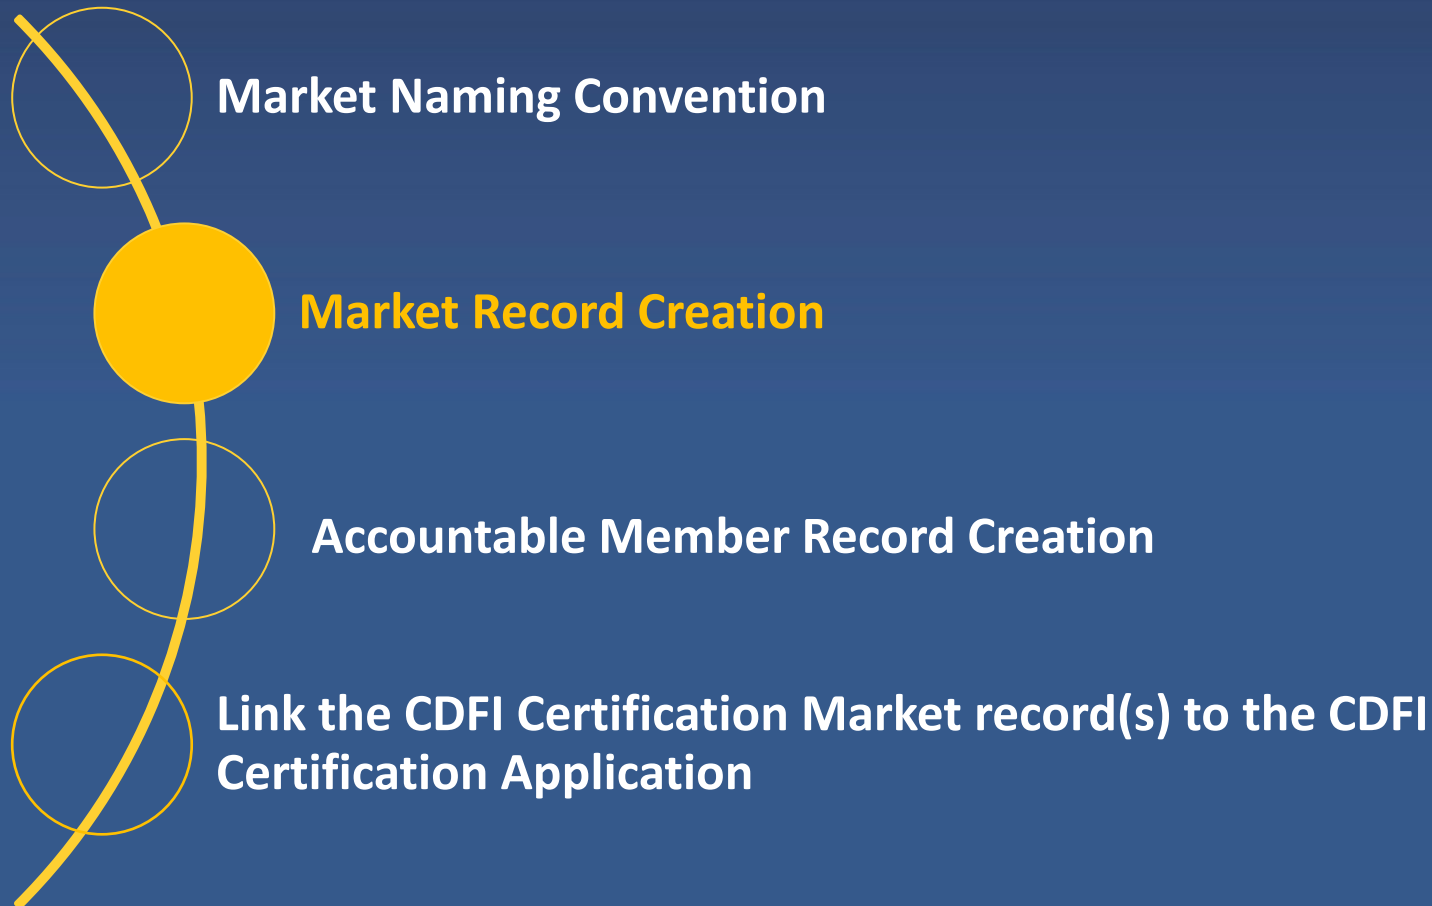 Market Naming Convention
Market Record Creation
Accountable Member Record Creation
Link the CDFI Certification Market record(s) to the CDFI
Certification Application